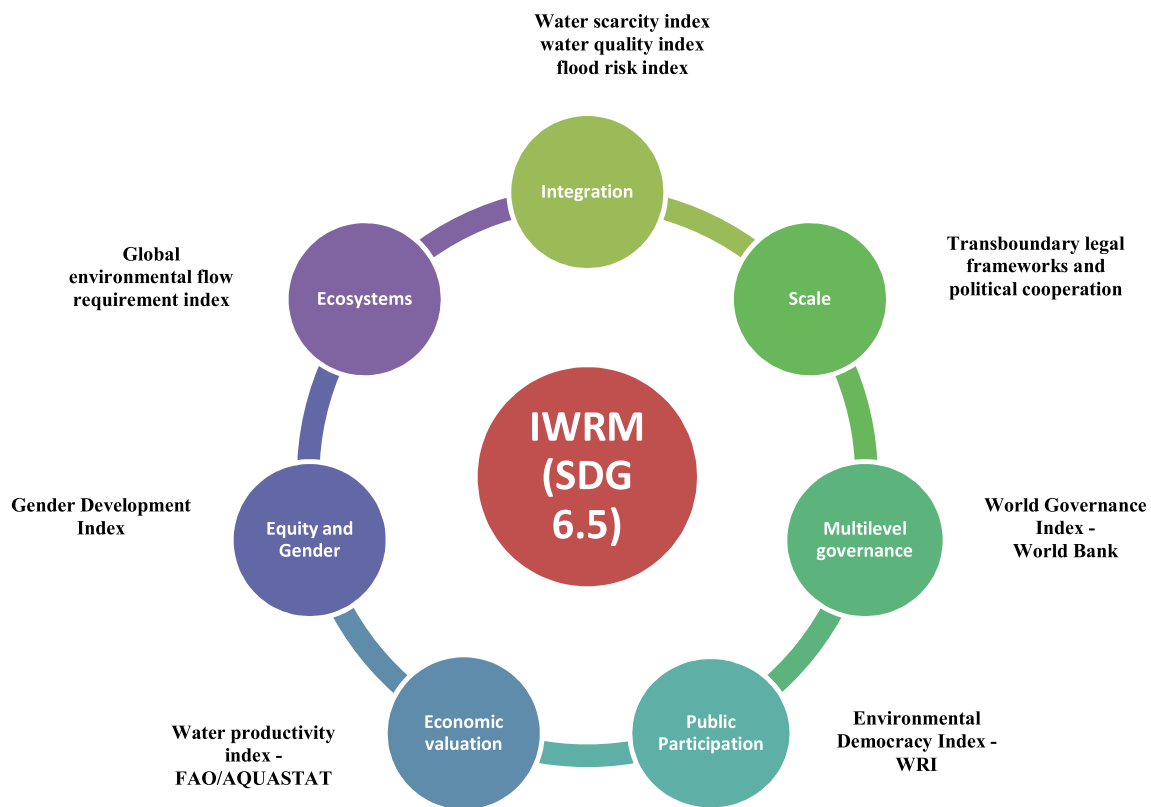 Water scarcity index
water quality index
flood risk index
Integration
Transboundary legal
frameworks and
political cooperation
Scale
Global
environmental flow
requirement index
Ecosystems
IWRM
(SDG
6.5)
Gender Development
Index
Equity and
Gender
Multilevel
governance
World Governance
Index -
World Bank
Economic
valuation
Water productivity
index -
FAO/AQUASTAT
Public
Participation
Environmental
Democracy Index -
WRI